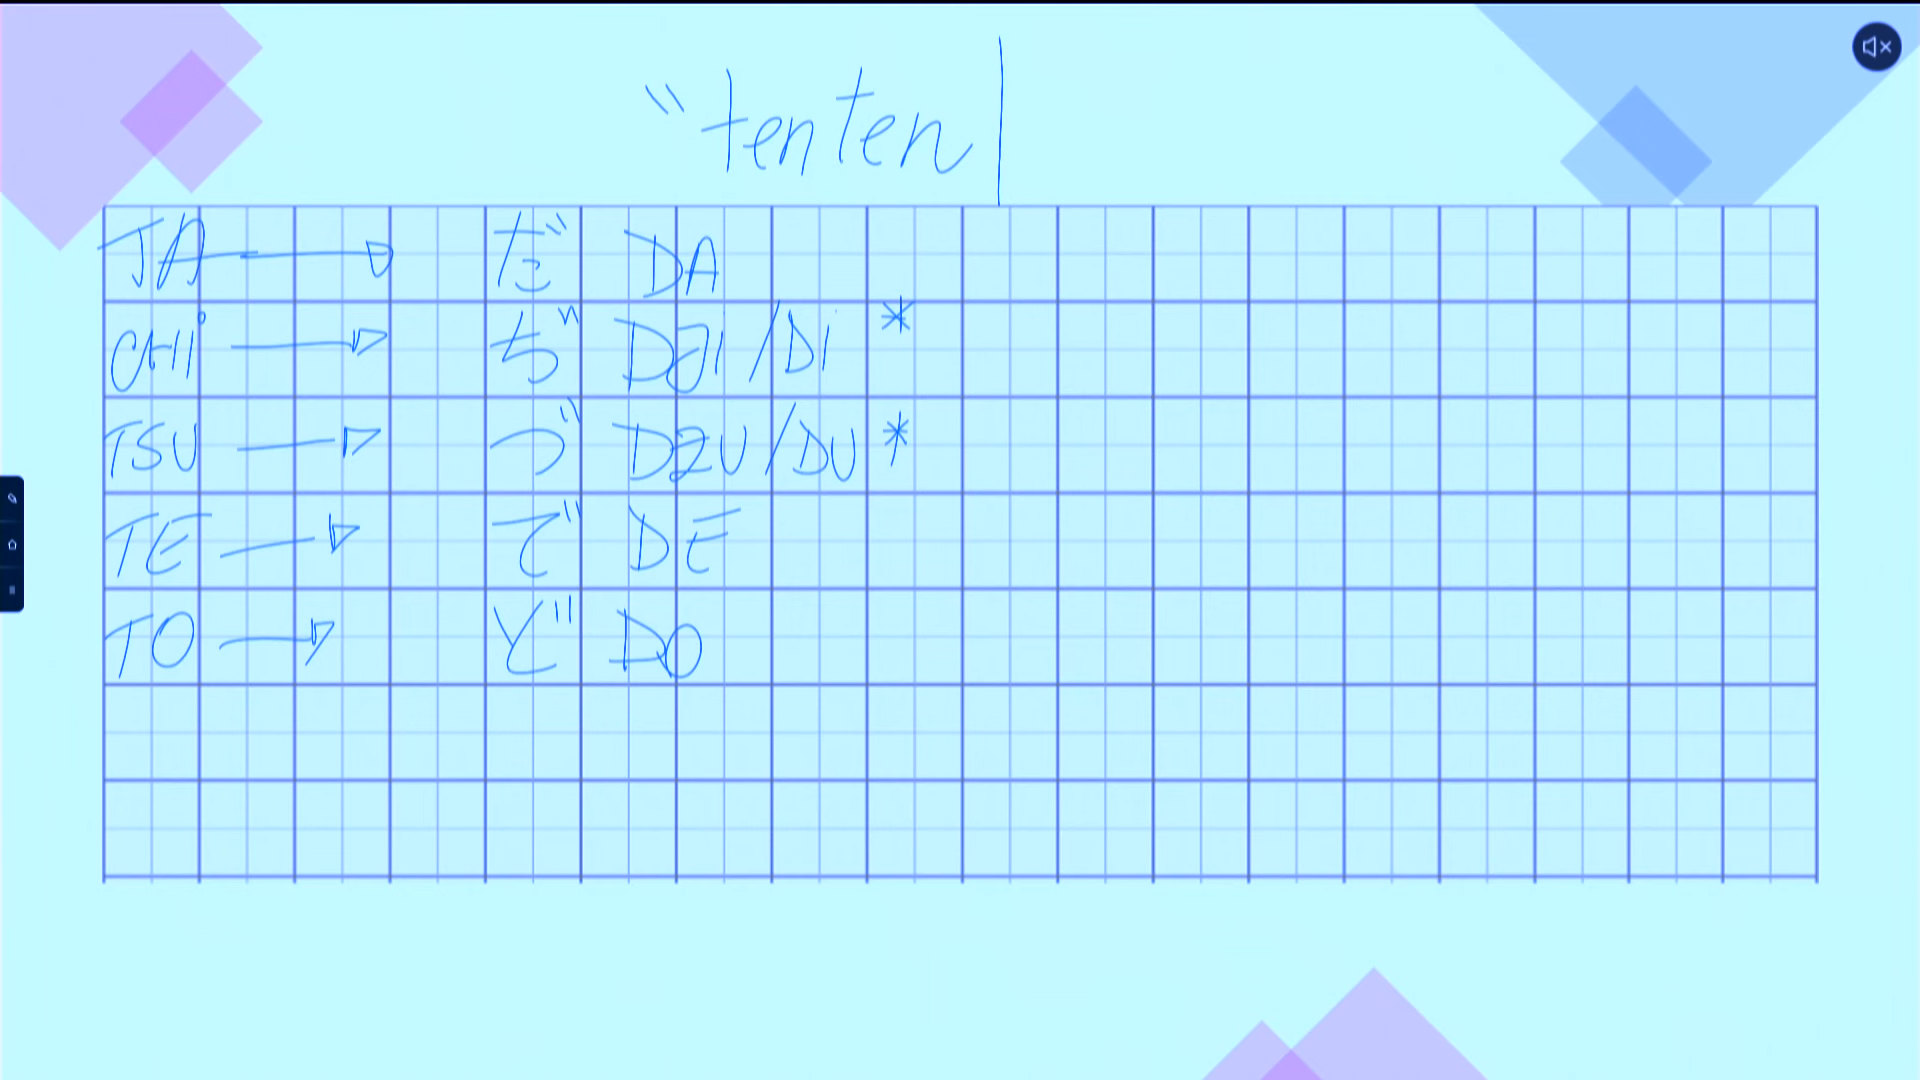 "tenten
TA → だ DA
CHI → ぢ DJI/DI *
TSU → づ DZU/DU *
TE → で DE
TO → ど DO